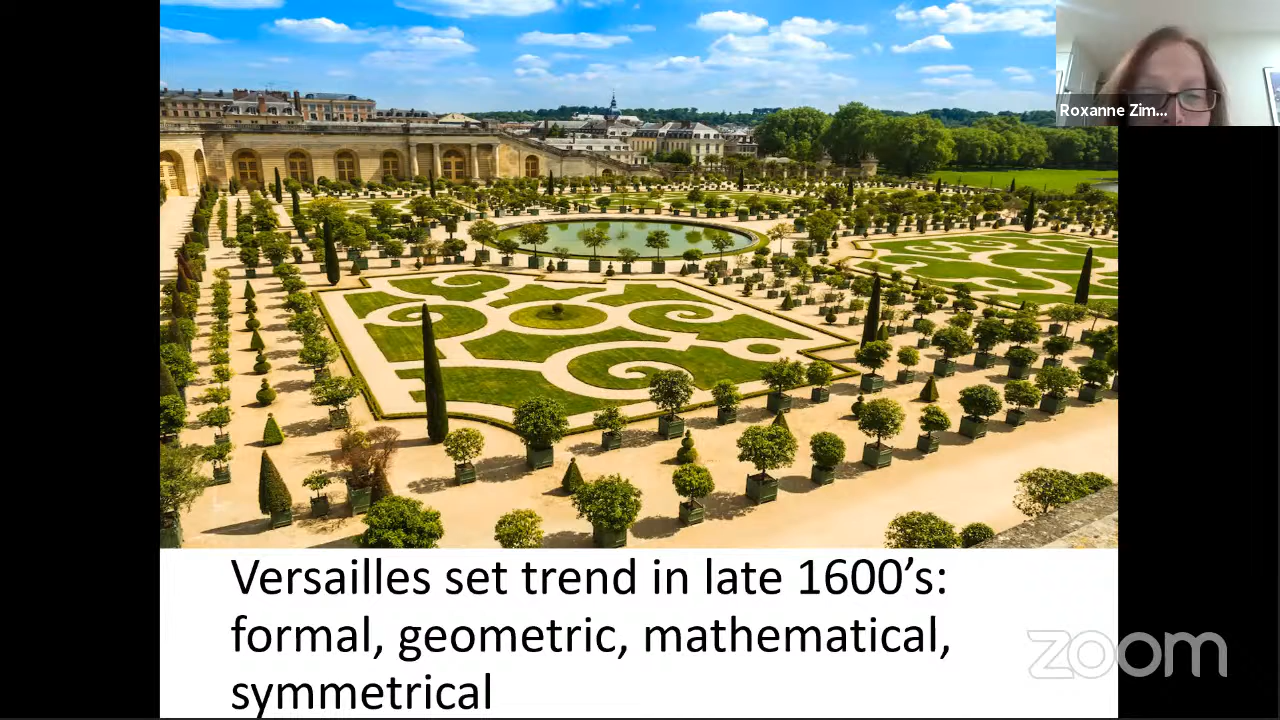 Roxanne Zim...
Versailles set trend in late 1600’s:
formal, geometric, mathematical,
symmetrical
zoom